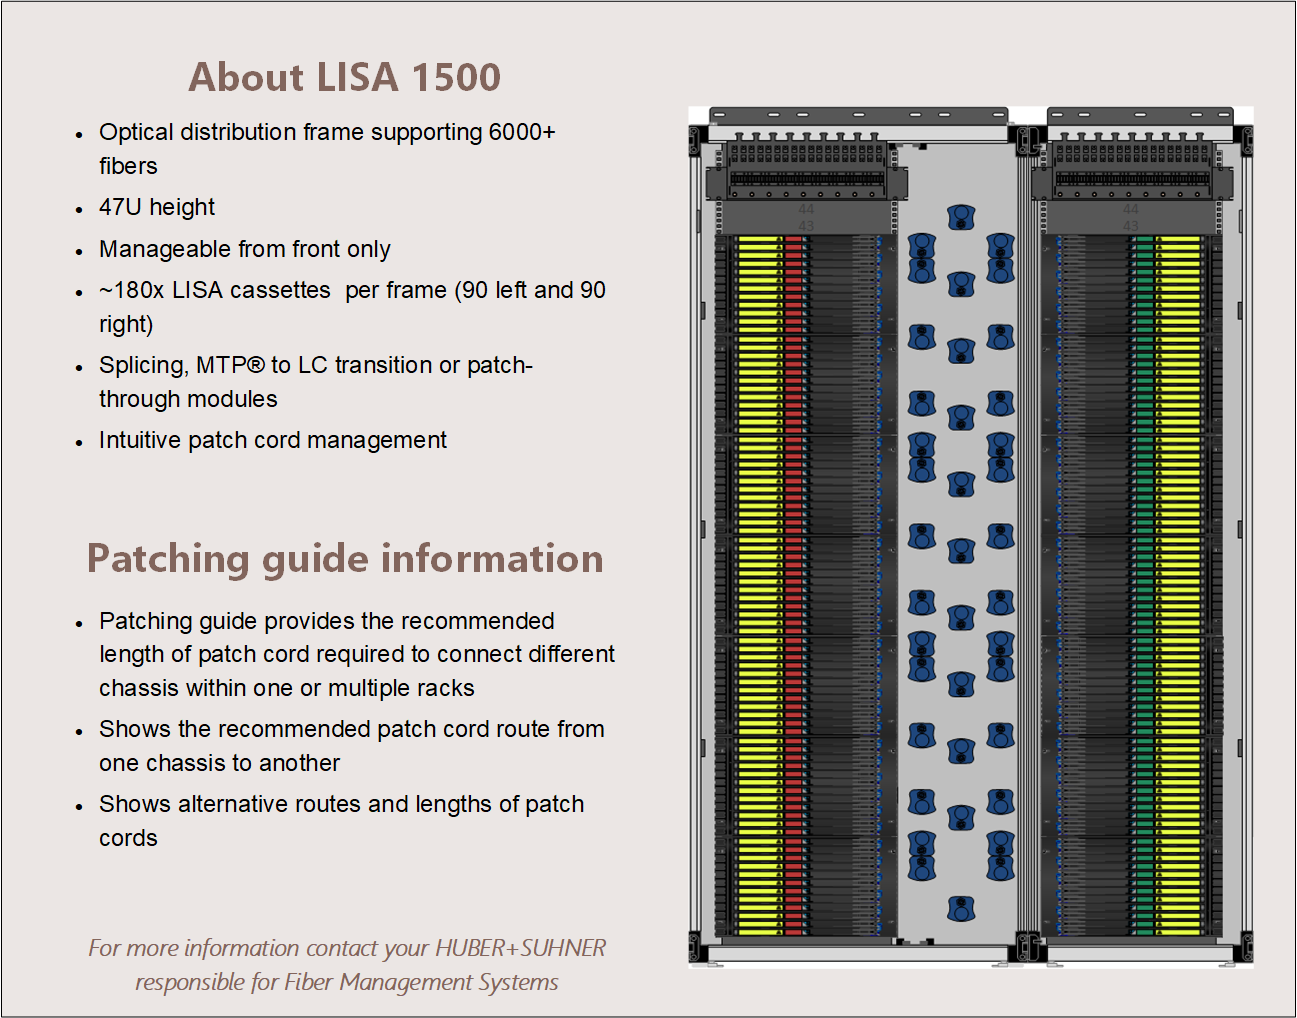 About LISA 1500
• Optical distribution frame supporting 6000+
fibers
• 47U height
• Manageable from front only
• ~180x LISA cassettes  per frame (90 left and 90
right)
• Splicing, MTP® to LC transition or patch-
through modules
• Intuitive patch cord management
Patching guide information
• Patching guide provides the recommended
length of patch cord required to connect different
chassis within one or multiple racks
• Shows the recommended patch cord route from
one chassis to another
• Shows alternative routes and lengths of patch
cords
For more information contact your HUBER+SUHNER
responsible for Fiber Management Systems
44
43
44
43